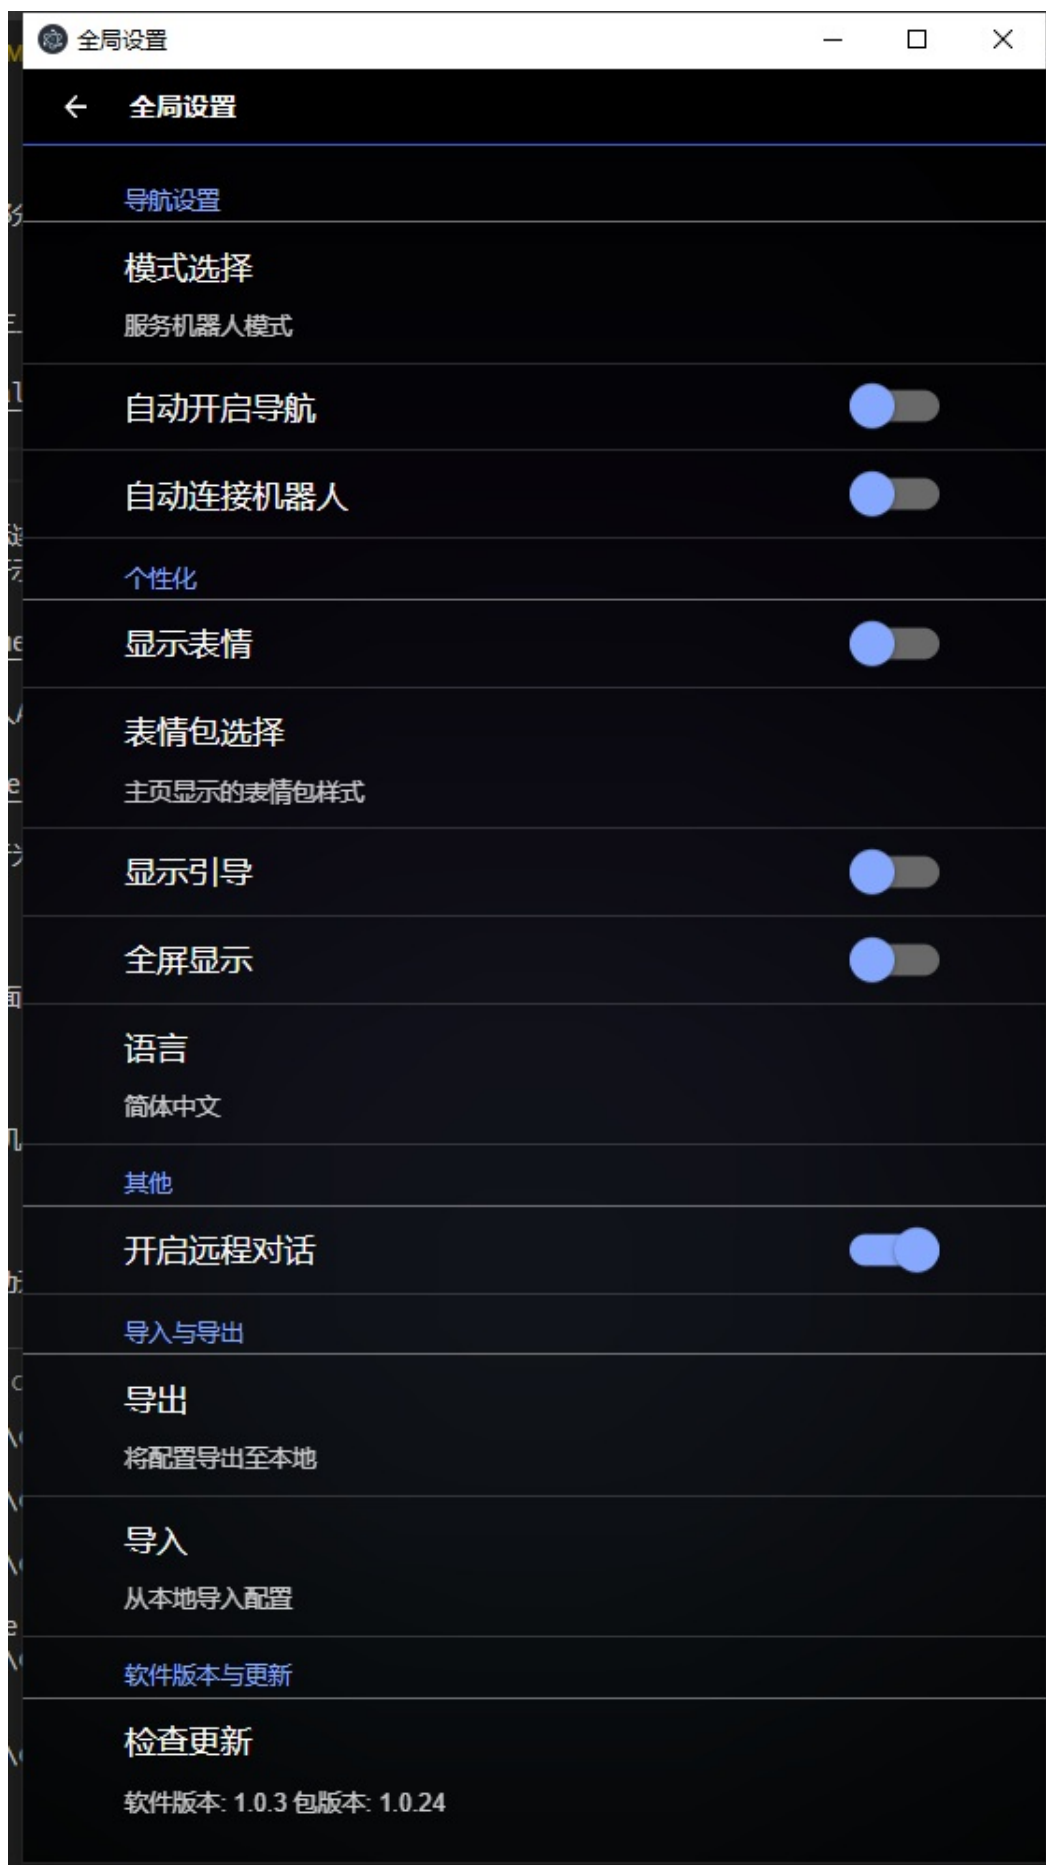 全局设置
全局设置
导航设置
模式选择
服务机器人模式
自动开启导航
自动连接机器人
个性化
显示表情
表情包选择
主页显示的表情包样式
显示引导
全屏显示
语言
简体中文
其他
开启远程对话
导入与导出
导出
将配置导出至本地
导入
从本地导入配置
软件版本与更新
检查更新
软件版本: 1.0.3 包版本: 1.0.24